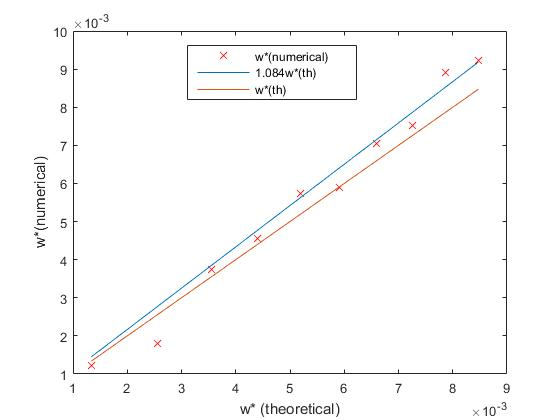 ×10⁻³
10
9
8
7
6
5
4
3
2
1
w*(numerical)
w*(numerical)
1.084w*(th)
w*(th)
1 2 3 4 5 6 7 8 9
w* (theoretical)
×10⁻³